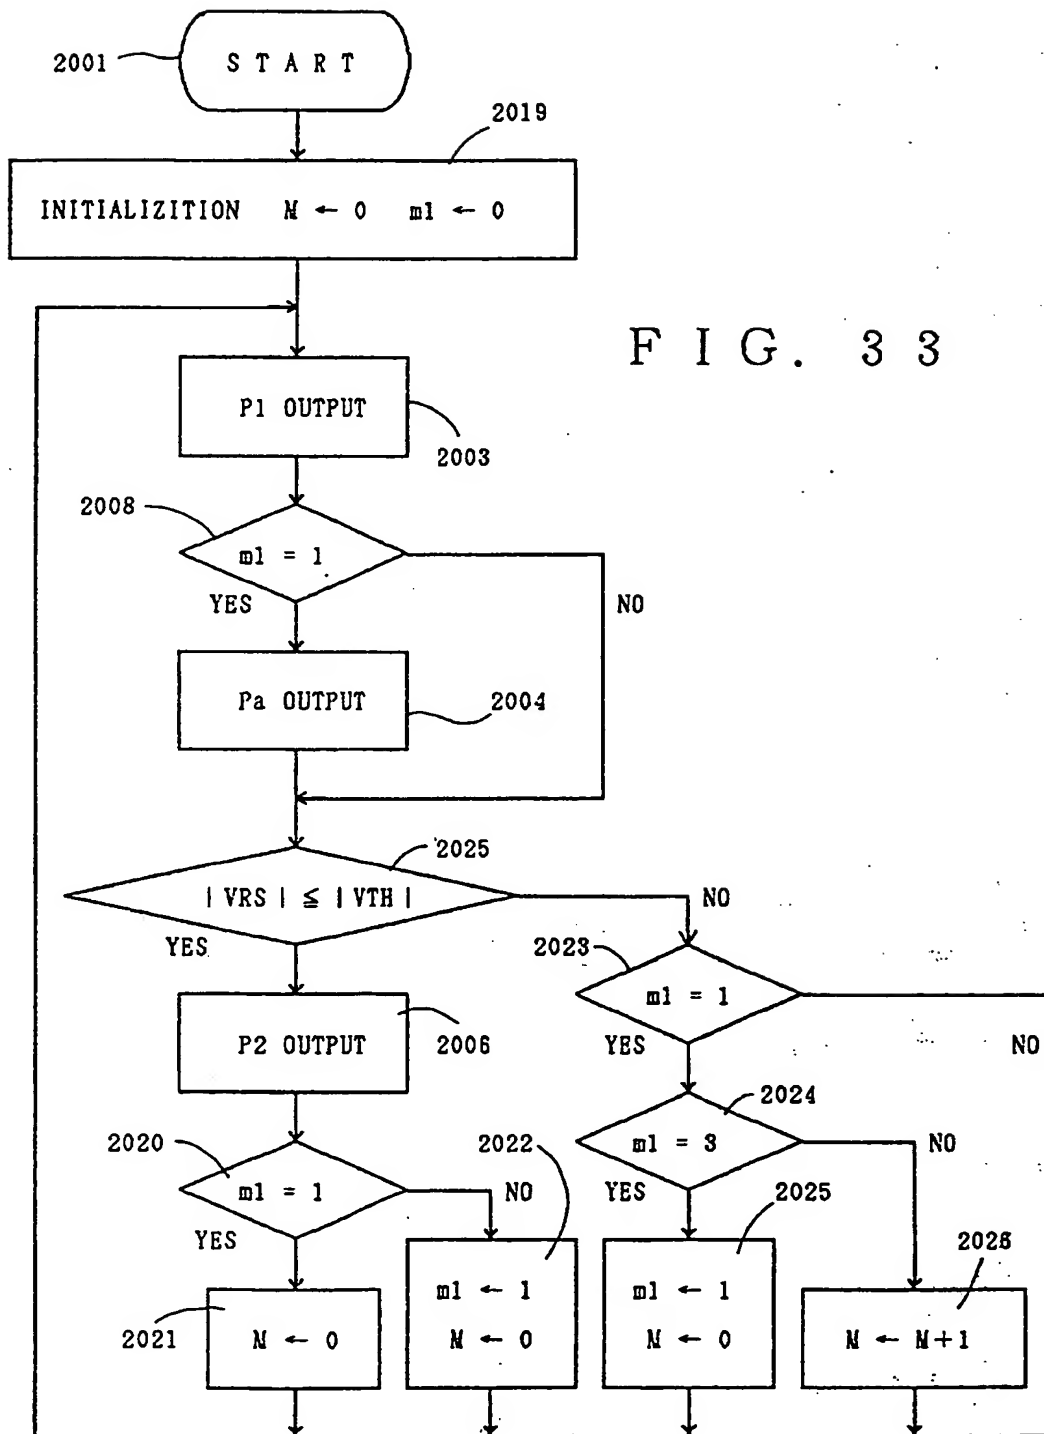 2001
START
2019
INITIALIZITION M ← 0 m1 ← 0
FIG. 33
P1 OUTPUT
2003
2008
m1 = 1
YES
NO
Pa OUTPUT
2004
2025
| VRS | ≦ | VTH |
NO
YES
2023
m1 = 1
P2 OUTPUT
2006
YES
NO
2024
2020
2022
m1 = 3
NO
m1 = 1
NO
YES
2025
YES
2026
m1 ← 1
m1 ← 1
2021
M ← 0
M ← 0
M ← 0
M ← M+1